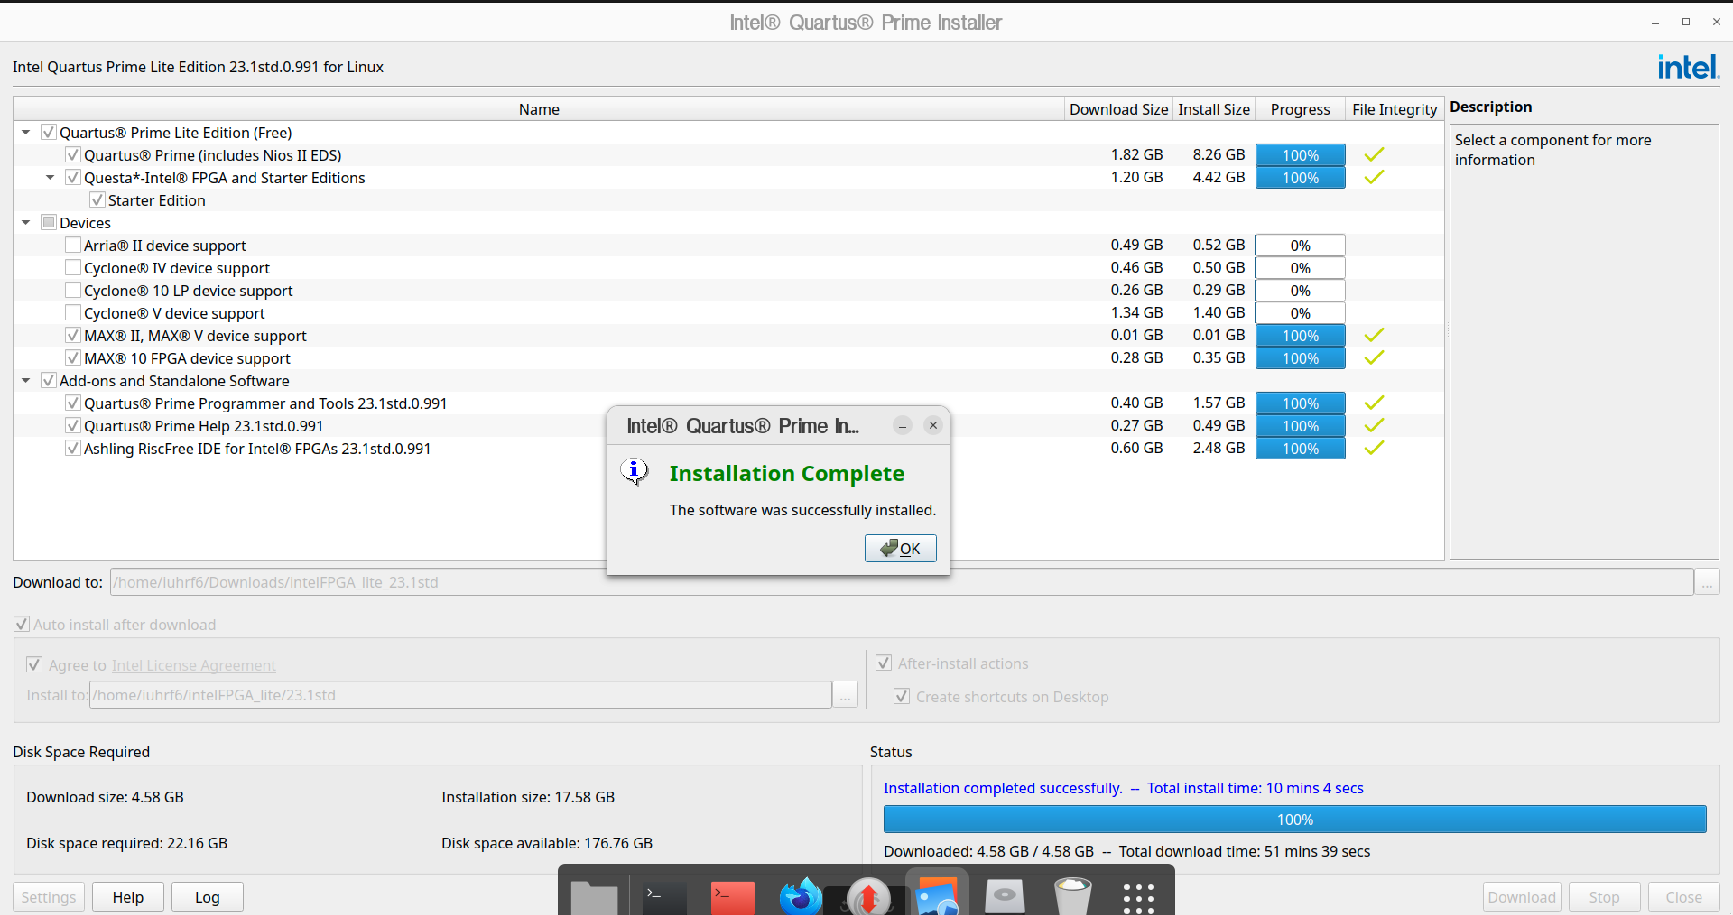 Intel® Quartus® Prime Installer
Intel Quartus Prime Lite Edition 23.1std.0.991 for Linux
intel.
Name Download Size Install Size Progress File Integrity
Description
Select a component for more
information
Quartus® Prime Lite Edition (Free)
Quartus® Prime (includes Nios II EDS) 1.82 GB 8.26 GB 100%
Questa*-Intel® FPGA and Starter Editions 1.20 GB 4.42 GB 100%
Starter Edition
Devices
Arria® II device support 0.49 GB 0.52 GB 0%
Cyclone® IV device support 0.46 GB 0.50 GB 0%
Cyclone® 10 LP device support 0.26 GB 0.29 GB 0%
Cyclone® V device support 1.34 GB 1.40 GB 0%
MAX® II, MAX® V device support 0.01 GB 0.01 GB 100%
MAX® 10 FPGA device support 0.28 GB 0.35 GB 100%
Add-ons and Standalone Software
Quartus® Prime Programmer and Tools 23.1std.0.991 0.40 GB 1.57 GB 100%
Quartus® Prime Help 23.1std.0.991 0.27 GB 0.49 GB 100%
Ashling RiscFree IDE for Intel® FPGAs 23.1std.0.991 0.60 GB 2.48 GB 100%
Intel® Quartus® Prime In...
Installation Complete
The software was successfully installed.
OK
Download to: /home/luhrf6/Downloads/intelFPGA_lite_23.1std ...
Auto install after download
Agree to Intel License Agreement
Install to: /home/luhrf6/intelFPGA_lite/23.1std ...
After-install actions
Create shortcuts on Desktop
Disk Space Required
Download size: 4.58 GB Installation size: 17.58 GB
Disk space required: 22.16 GB Disk space available: 176.76 GB
Status
Installation completed successfully. -- Total install time: 10 mins 4 secs
100%
Downloaded: 4.58 GB / 4.58 GB -- Total download time: 51 mins 39 secs
Settings Help Log Download Stop Close